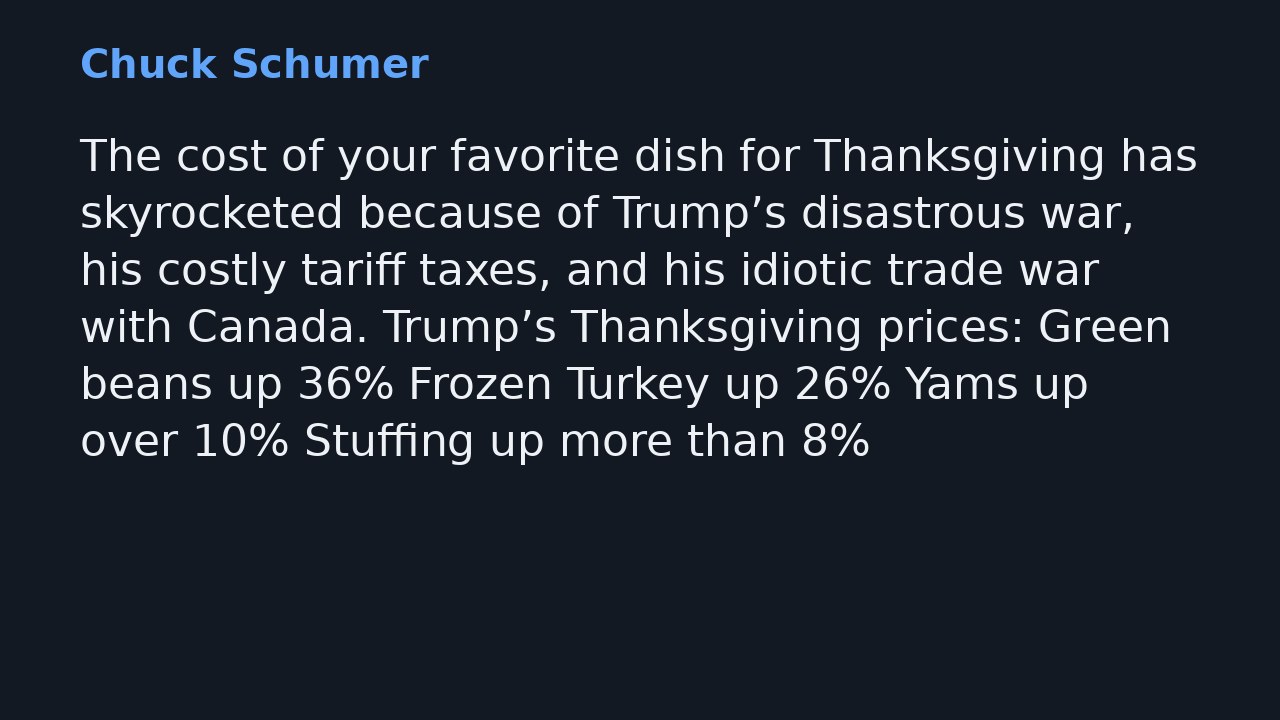 Chuck Schumer
The cost of your favorite dish for Thanksgiving has
skyrocketed because of Trump’s disastrous war,
his costly tariff taxes, and his idiotic trade war
with Canada. Trump’s Thanksgiving prices: Green
beans up 36% Frozen Turkey up 26% Yams up
over 10% Stuffing up more than 8%